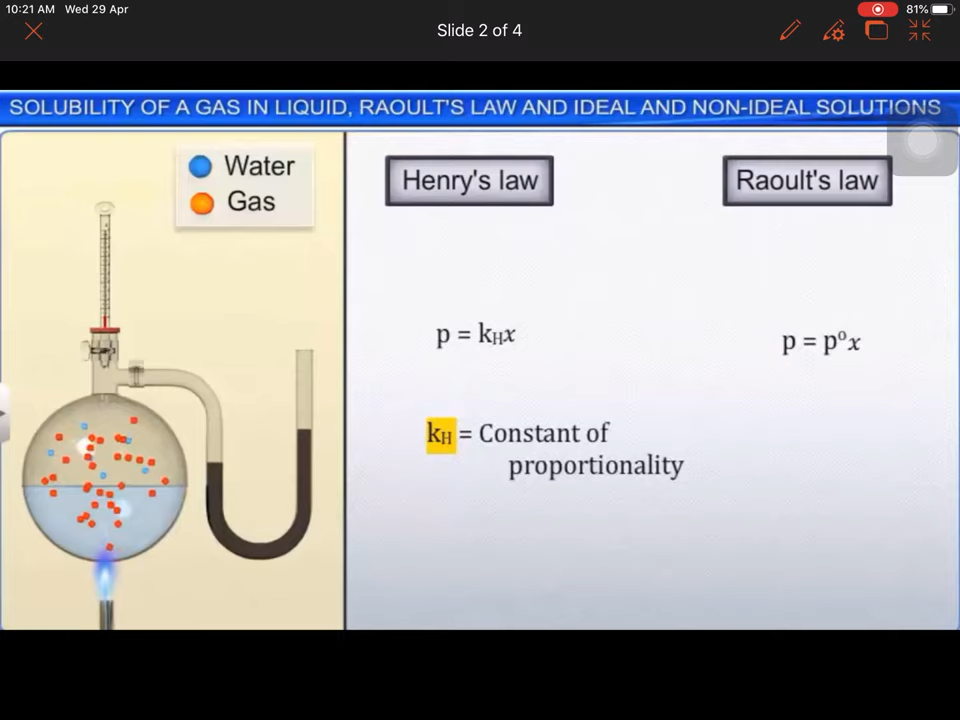 10:21 AM Wed 29 Apr
81%
Slide 2 of 4
SOLUBILITY OF A GAS IN LIQUID, RAOULT'S LAW AND IDEAL AND NON-IDEAL SOLUTIONS
Water
Gas
Henry's law
Raoult's law
p = kHx
p = p⁰x
kH = Constant of
proportionality